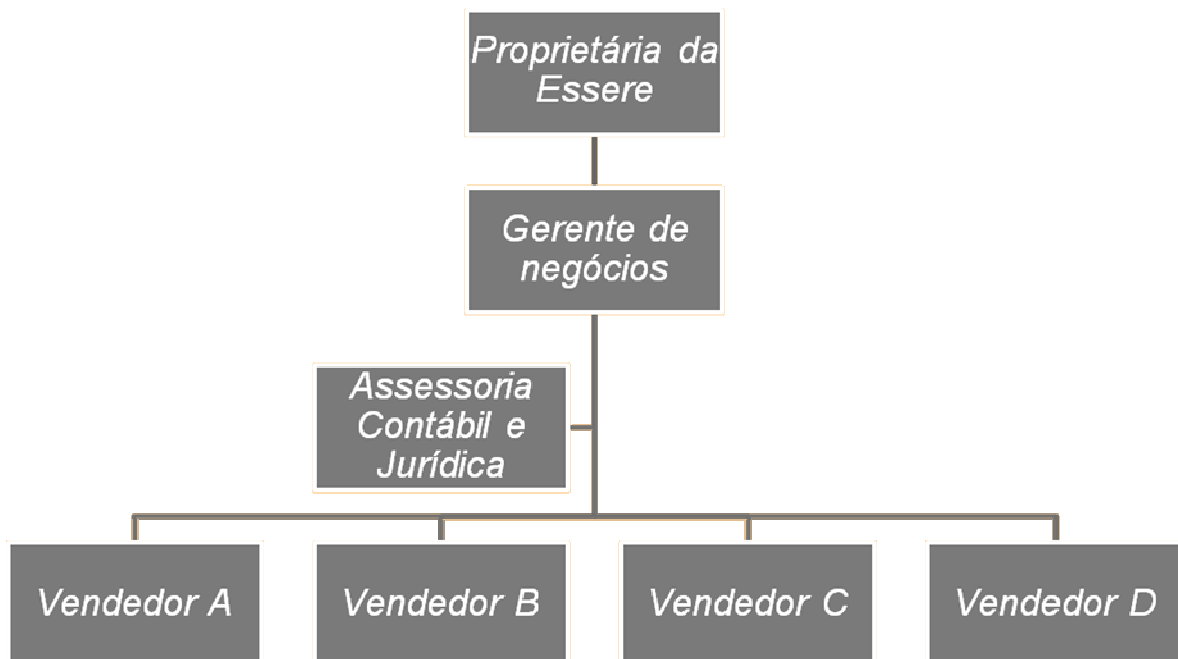 Proprietária da
Essere
Gerente de
negócios
Assessoria
Contábil e
Jurídica
Vendedor A
Vendedor B
Vendedor C
Vendedor D